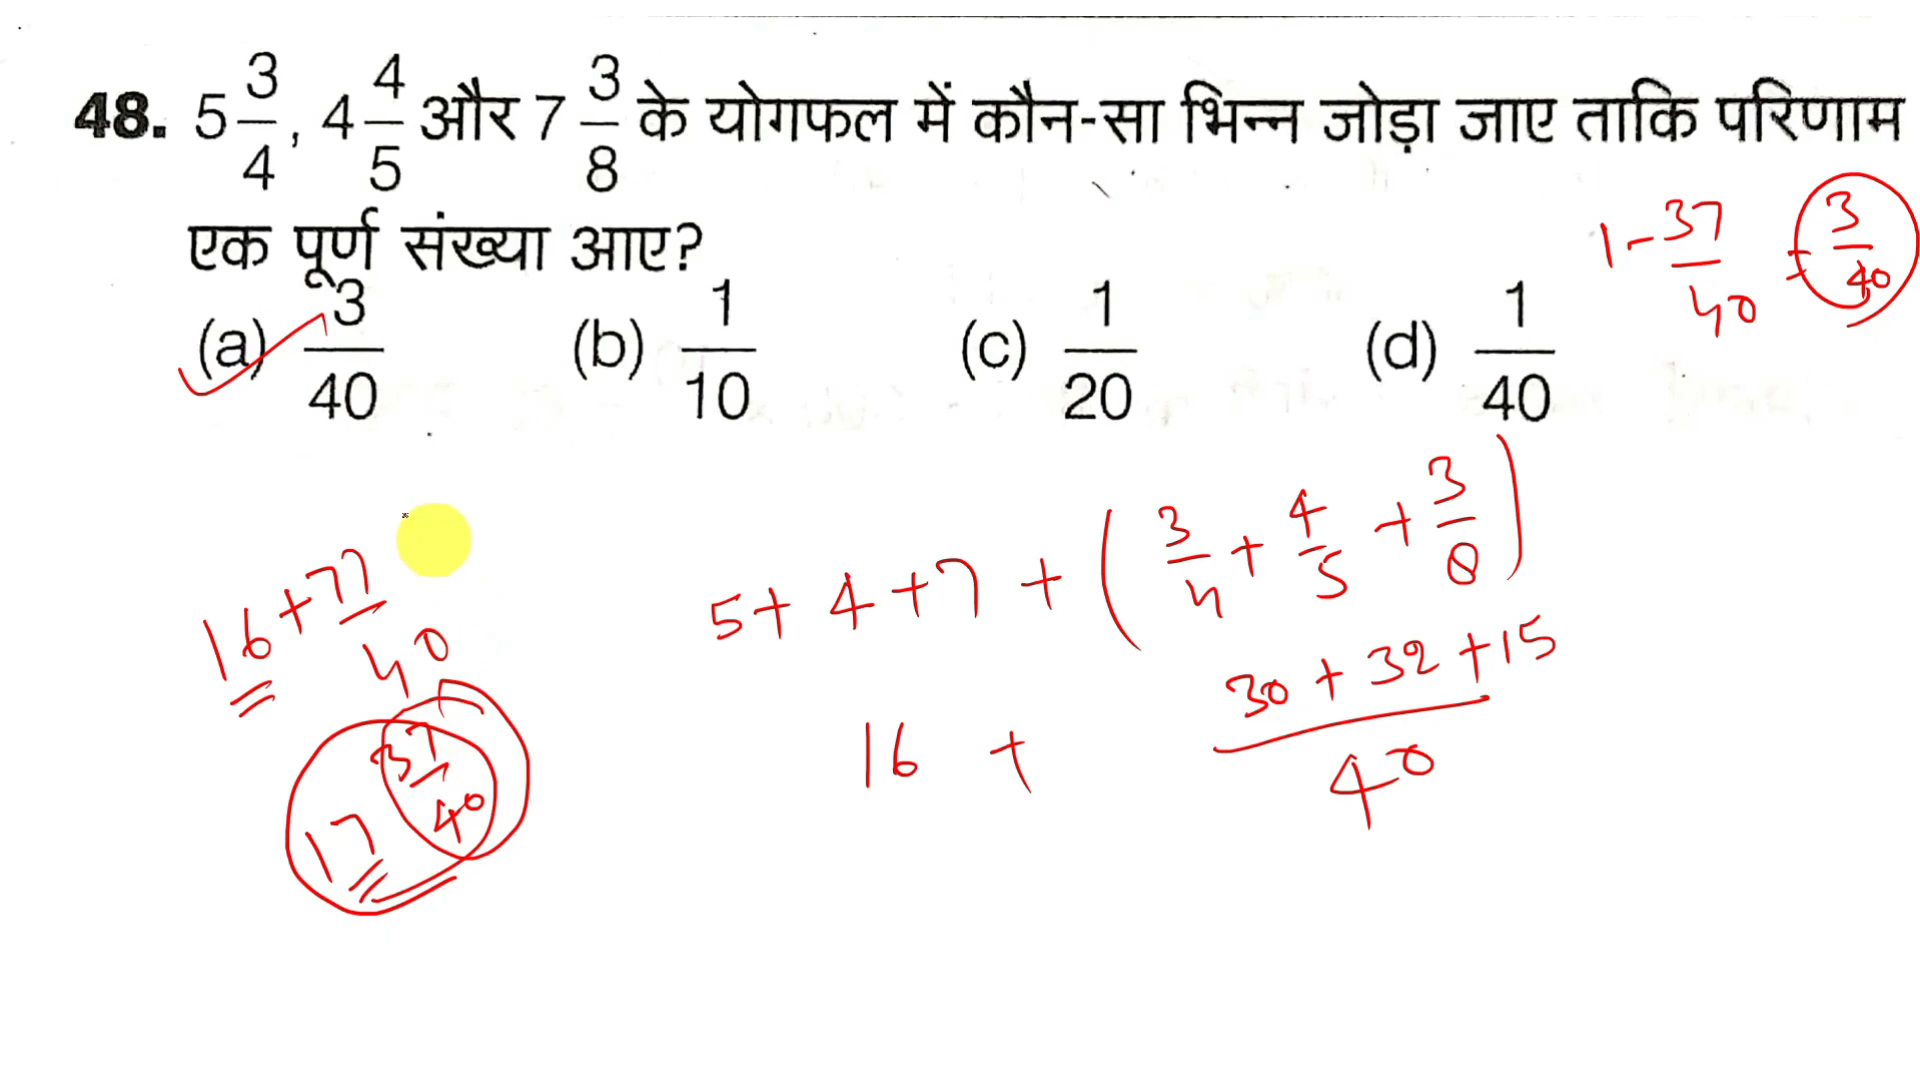 48. 5 3/4, 4 4/5 और 7 3/8 के योगफल में कौन-सा भिन्न जोड़ा जाए ताकि परिणाम
एक पूर्ण संख्या आए?
(a) 3/40 (b) 1/10 (c) 1/20 (d) 1/40
1 - 37/40 = 3/40
5 + 4 + 7 + (3/4 + 4/5 + 3/8)
16 + (30 + 32 + 15)/40
16 + 77/40
17 37/40